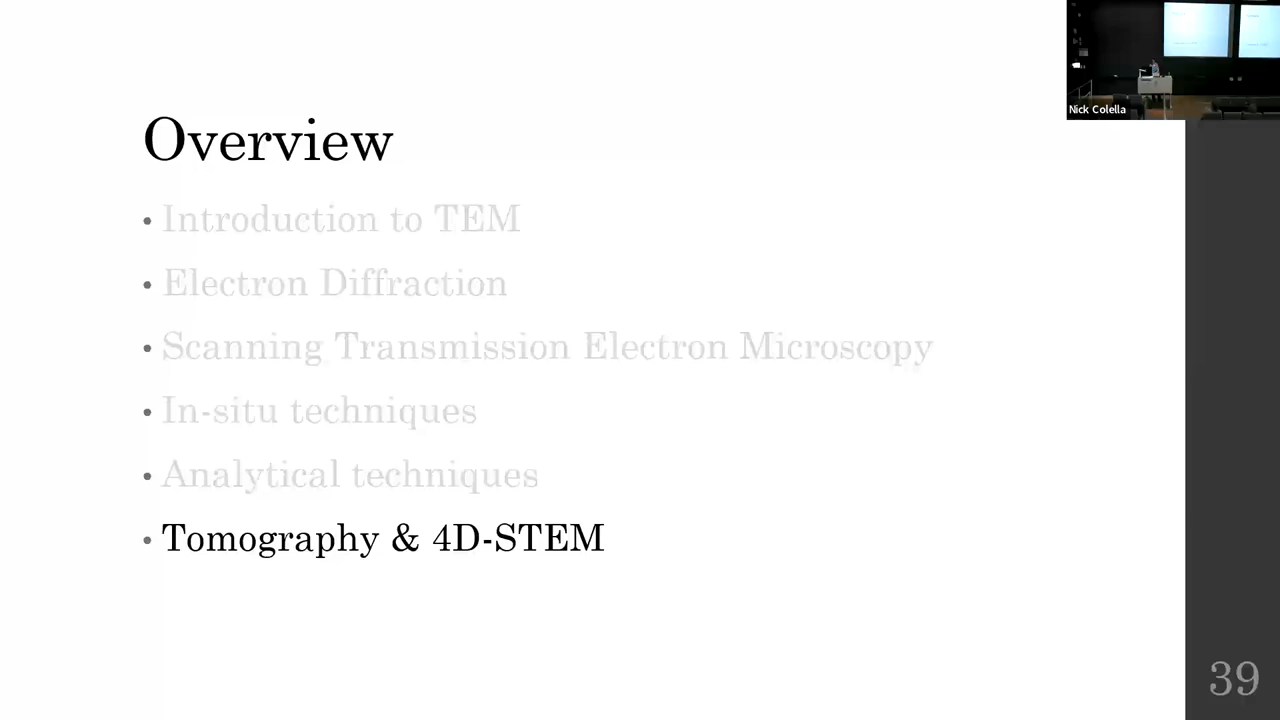 Nick Colella
Overview
• Introduction to TEM
• Electron Diffraction
• Scanning Transmission Electron Microscopy
• In-situ techniques
• Analytical techniques
• Tomography & 4D-STEM
39